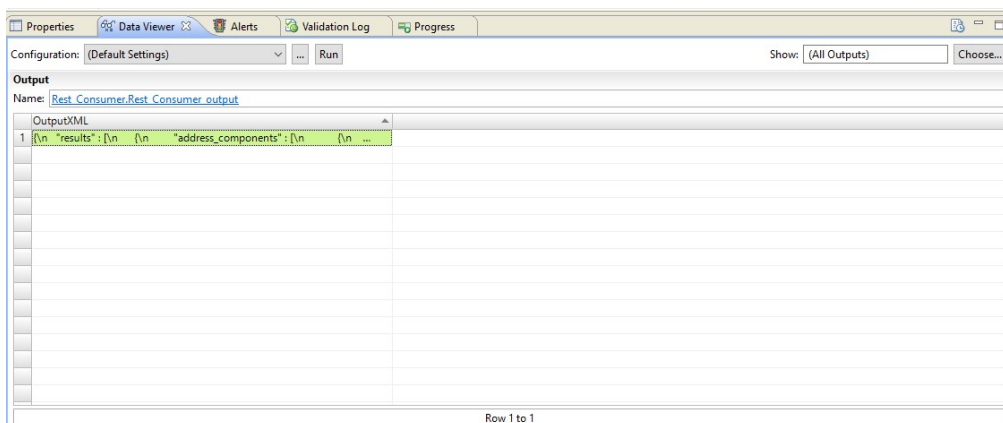 Properties Data Viewer Alerts Validation Log Progress
Configuration: (Default Settings) ... Run Show: (All Outputs) Choose...
Output
Name: Rest_Consumer.Rest_Consumer_output
OutputXML
1 {\n "results" : [\n {\n "address_components" : [\n {\n ...
Row 1 to 1